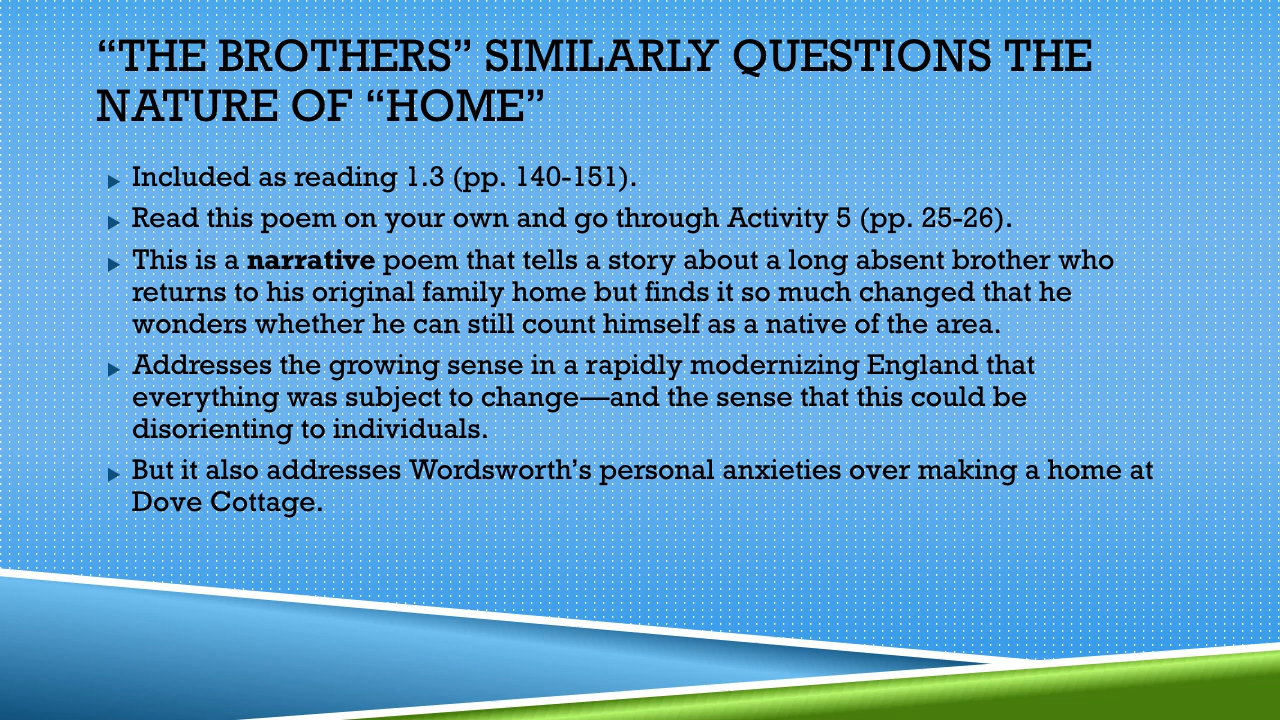 “THE BROTHERS” SIMILARLY QUESTIONS THE
NATURE OF “HOME”
Included as reading 1.3 (pp. 140-151).
Read this poem on your own and go through Activity 5 (pp. 25-26).
This is a narrative poem that tells a story about a long absent brother who
returns to his original family home but finds it so much changed that he
wonders whether he can still count himself as a native of the area.
Addresses the growing sense in a rapidly modernizing England that
everything was subject to change—and the sense that this could be
disorienting to individuals.
But it also addresses Wordsworth’s personal anxieties over making a home at
Dove Cottage.